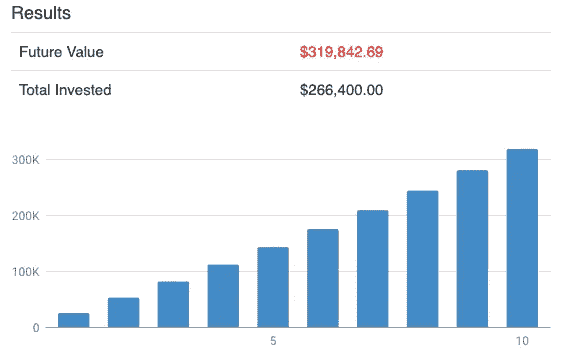 Results
Future Value $319,842.69
Total Invested $266,400.00
300K
200K
100K
0
5 10